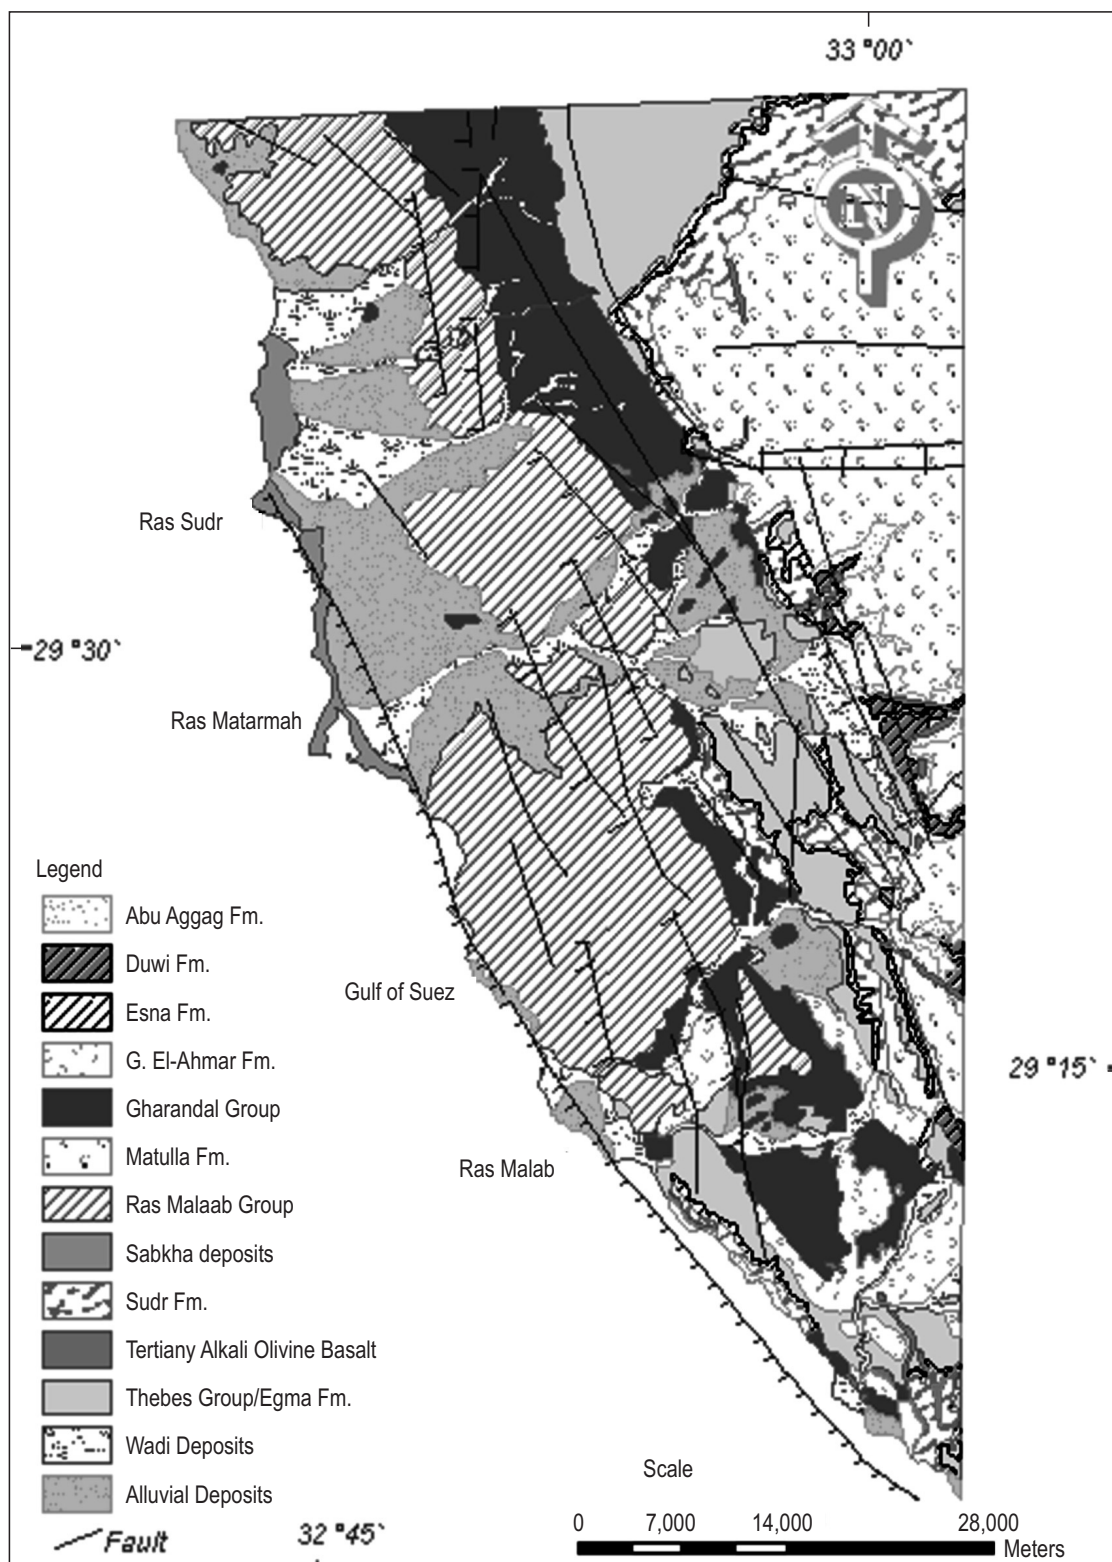 33 °00`
N
Ras Sudr
29 °30`
Ras Matarmah
Legend
Abu Aggag Fm.
Duwi Fm.
Esna Fm.
Gulf of Suez
G. El-Ahmar Fm.
29 °15`
Gharandal Group
Matulla Fm.
Ras Malab
Ras Malaab Group
Sabkha deposits
Sudr Fm.
Tertiany Alkali Olivine Basalt
Thebes Group/Egma Fm.
Wadi Deposits
Scale
Alluvial Deposits
Fault
32 °45`
0 7,000 14,000 28,000
Meters